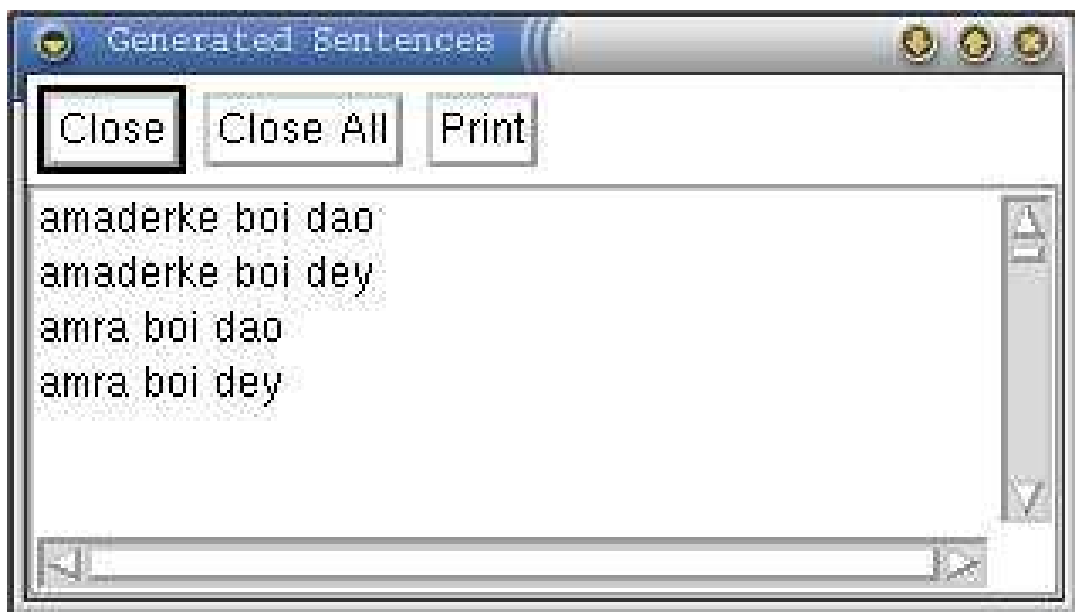 Generated Sentences
Close Close All Print
amaderke boi dao
amaderke boi dey
amra boi dao
amra boi dey